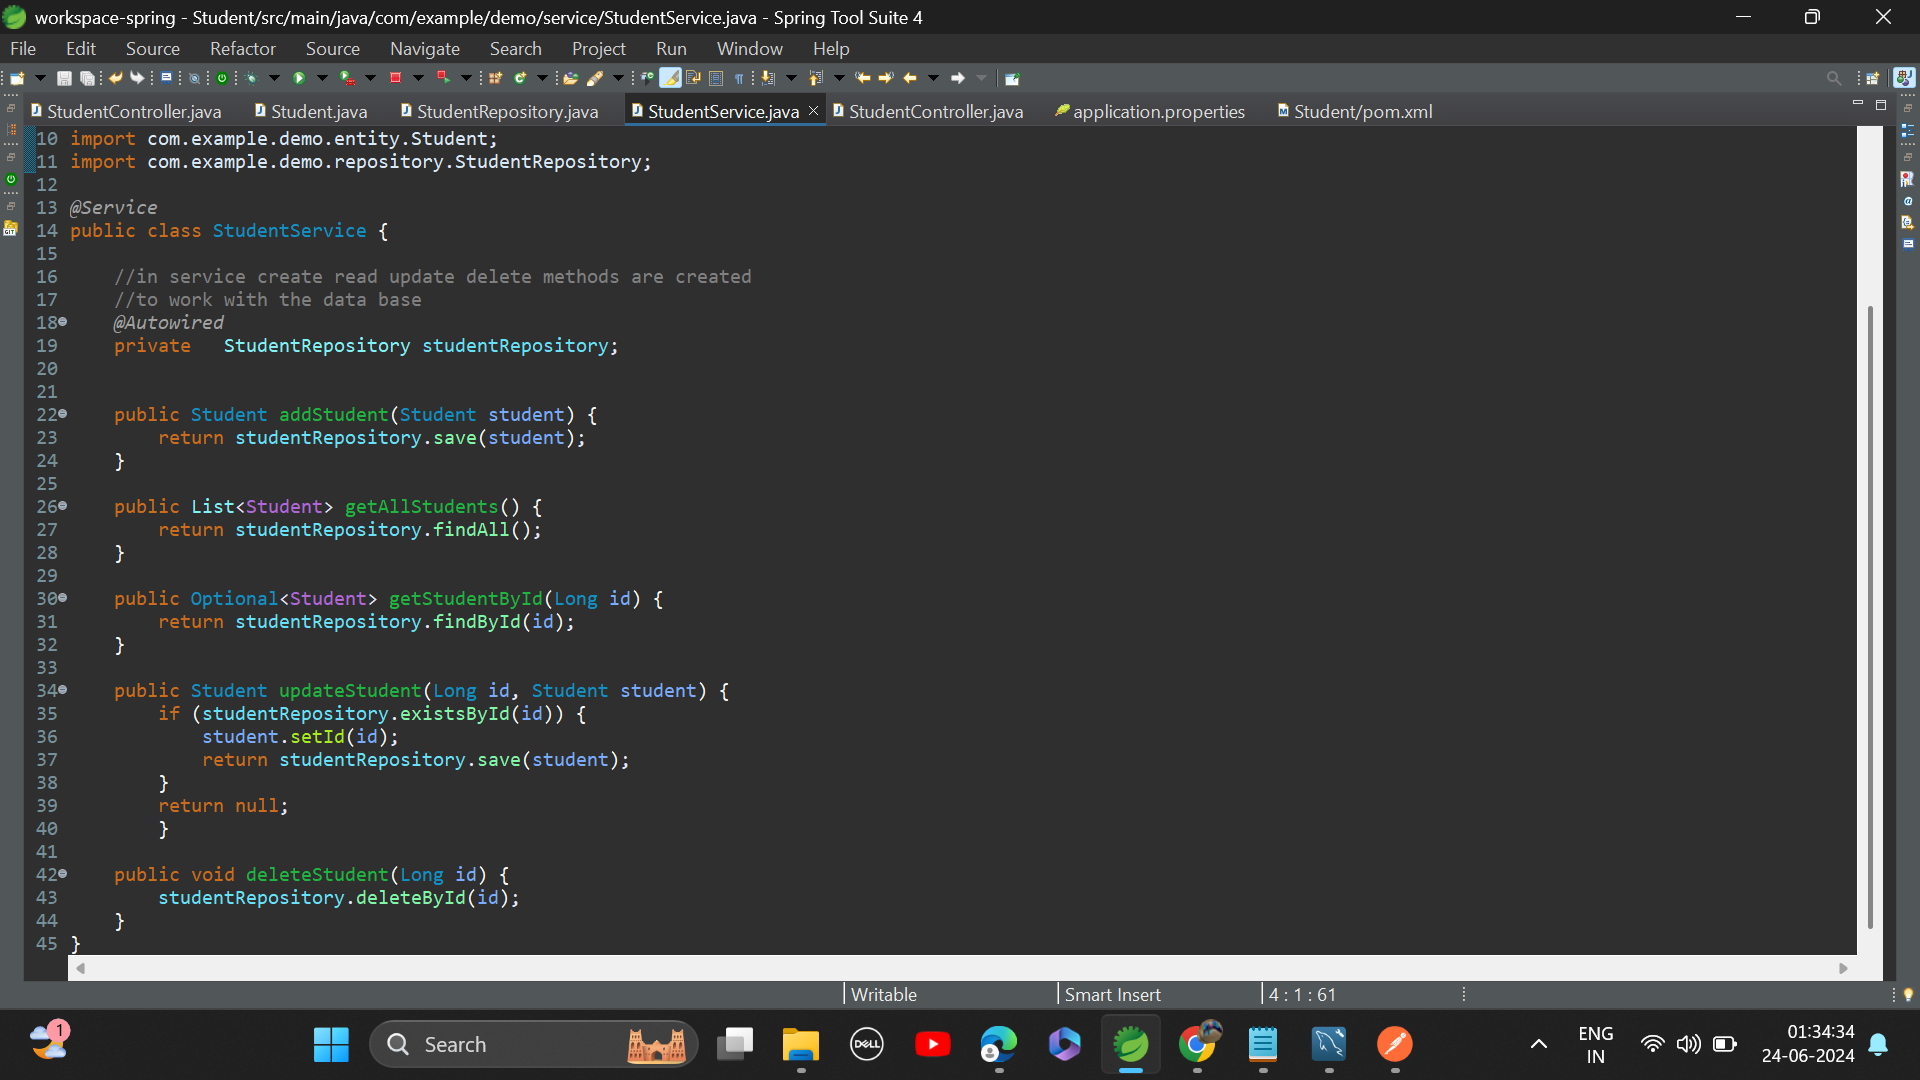 workspace-spring - Student/src/main/java/com/example/demo/service/StudentService.java - Spring Tool Suite 4
File Edit Source Refactor Source Navigate Search Project Run Window Help
StudentController.java Student.java StudentRepository.java StudentService.java StudentController.java application.properties Student/pom.xml
10 import com.example.demo.entity.Student;
11 import com.example.demo.repository.StudentRepository;
12
13 @Service
14 public class StudentService {
15
16 //in service create read update delete methods are created
17 //to work with the data base
18 @Autowired
19 private StudentRepository studentRepository;
20
21
22 public Student addStudent(Student student) {
23 return studentRepository.save(student);
24 }
25
26 public List<Student> getAllStudents() {
27 return studentRepository.findAll();
28 }
29
30 public Optional<Student> getStudentById(Long id) {
31 return studentRepository.findById(id);
32 }
33
34 public Student updateStudent(Long id, Student student) {
35 if (studentRepository.existsById(id)) {
36 student.setId(id);
37 return studentRepository.save(student);
38 }
39 return null;
40 }
41
42 public void deleteStudent(Long id) {
43 studentRepository.deleteById(id);
44 }
45 }
Writable Smart Insert 4 : 1 : 61
1 Search DELL ENG 01:34:34
IN 24-06-2024